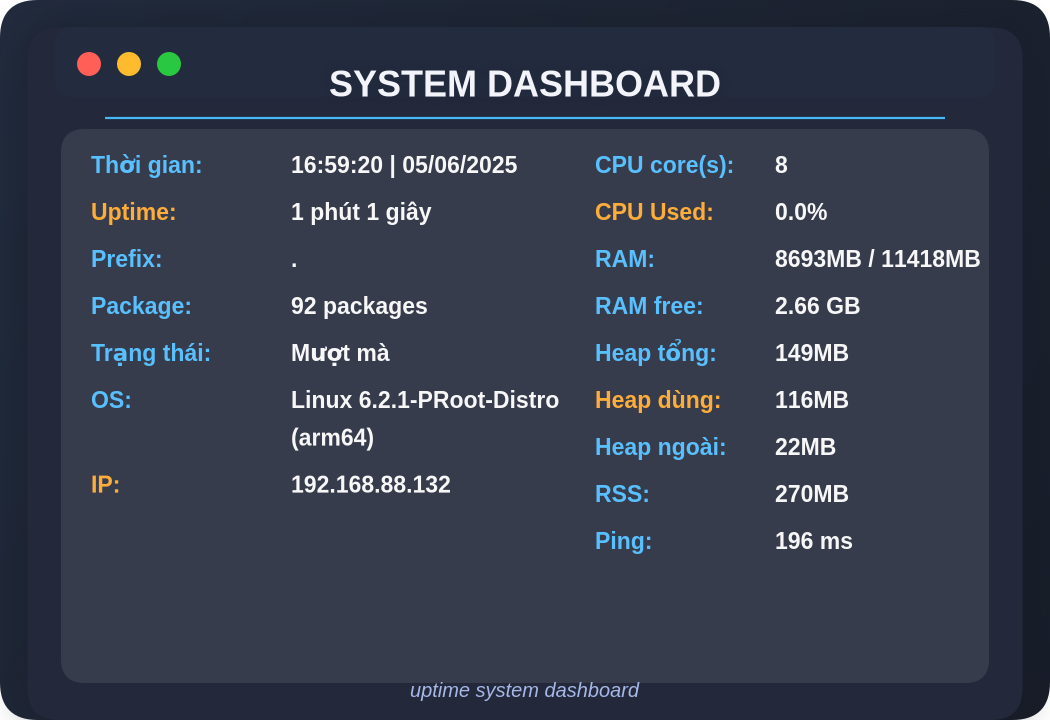 SYSTEM DASHBOARD
Thời gian: 16:59:20 | 05/06/2025
Uptime: 1 phút 1 giây
Prefix: .
Package: 92 packages
Trạng thái: Mượt mà
OS: Linux 6.2.1-PRoot-Distro
(arm64)
IP: 192.168.88.132
CPU core(s): 8
CPU Used: 0.0%
RAM: 8693MB / 11418MB
RAM free: 2.66 GB
Heap tổng: 149MB
Heap dùng: 116MB
Heap ngoài: 22MB
RSS: 270MB
Ping: 196 ms
uptime system dashboard